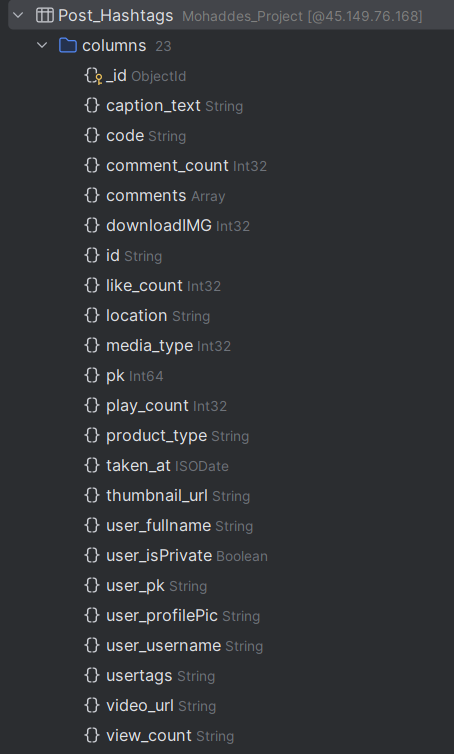 Post_Hashtags Mohaddes_Project [@45.149.76.168]
columns 23
_id ObjectId
caption_text String
code String
comment_count Int32
comments Array
downloadIMG Int32
id String
like_count Int32
location String
media_type Int32
pk Int64
play_count Int32
product_type String
taken_at ISODate
thumbnail_url String
user_fullname String
user_isPrivate Boolean
user_pk String
user_profilePic String
user_username String
usertags String
video_url String
view_count String